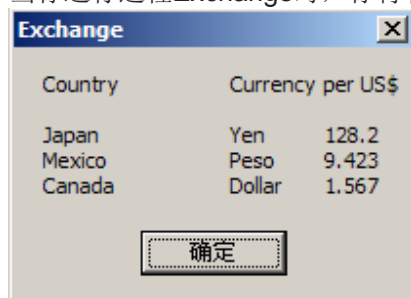 Exchange
Country Currency per US$
Japan Yen 128.2
Mexico Peso 9.423
Canada Dollar 1.567
确定